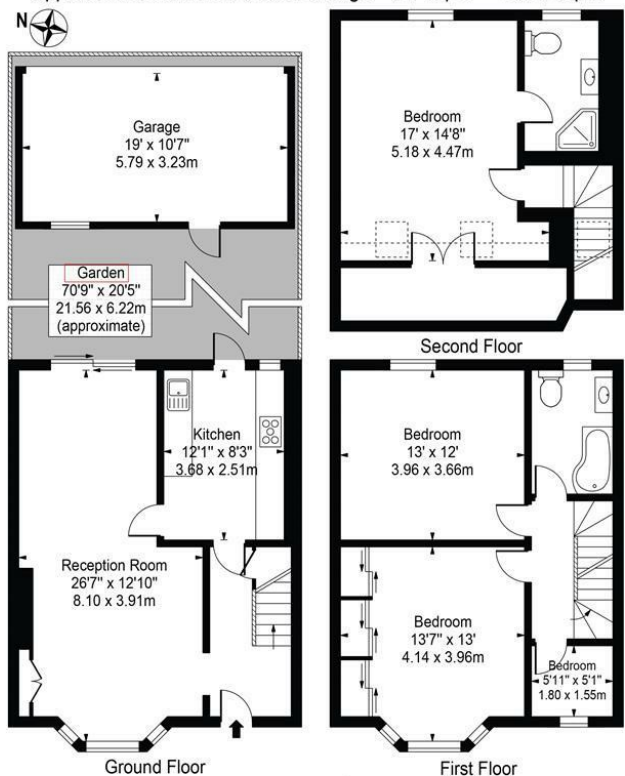 N
Garage
19' x 10'7"
5.79 x 3.23m
Garden
70'9" x 20'5"
21.56 x 6.22m
(approximate)
Kitchen
12'1" x 8'3"
3.68 x 2.51m
Reception Room
26'7" x 12'10"
8.10 x 3.91m
Ground Floor
Bedroom
17' x 14'8"
5.18 x 4.47m
Second Floor
Bedroom
13' x 12'
3.96 x 3.66m
Bedroom
13'7" x 13'
4.14 x 3.96m
Bedroom
5'11" x 5'1"
1.80 x 1.55m
First Floor